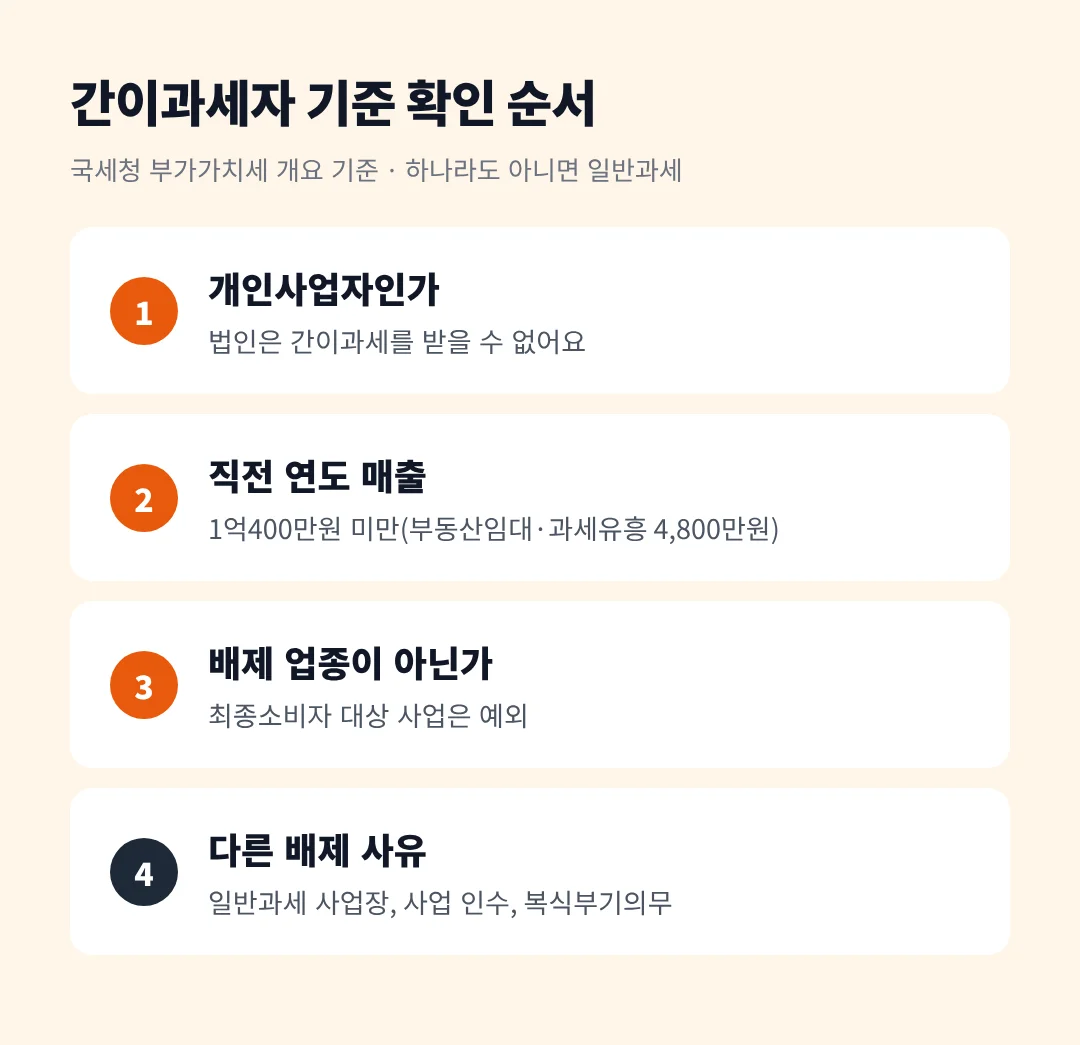 간이과세자 기준 확인 순서
국세청 부가가치세 개요 기준 · 하나라도 아니면 일반과세
1
개인사업자인가
법인은 간이과세를 받을 수 없어요
2
직전 연도 매출
1억400만원 미만(부동산임대·과세유흥 4,800만원)
3
배제 업종이 아닌가
최종소비자 대상 사업은 예외
4
다른 배제 사유
일반과세 사업장, 사업 인수, 복식부기의무